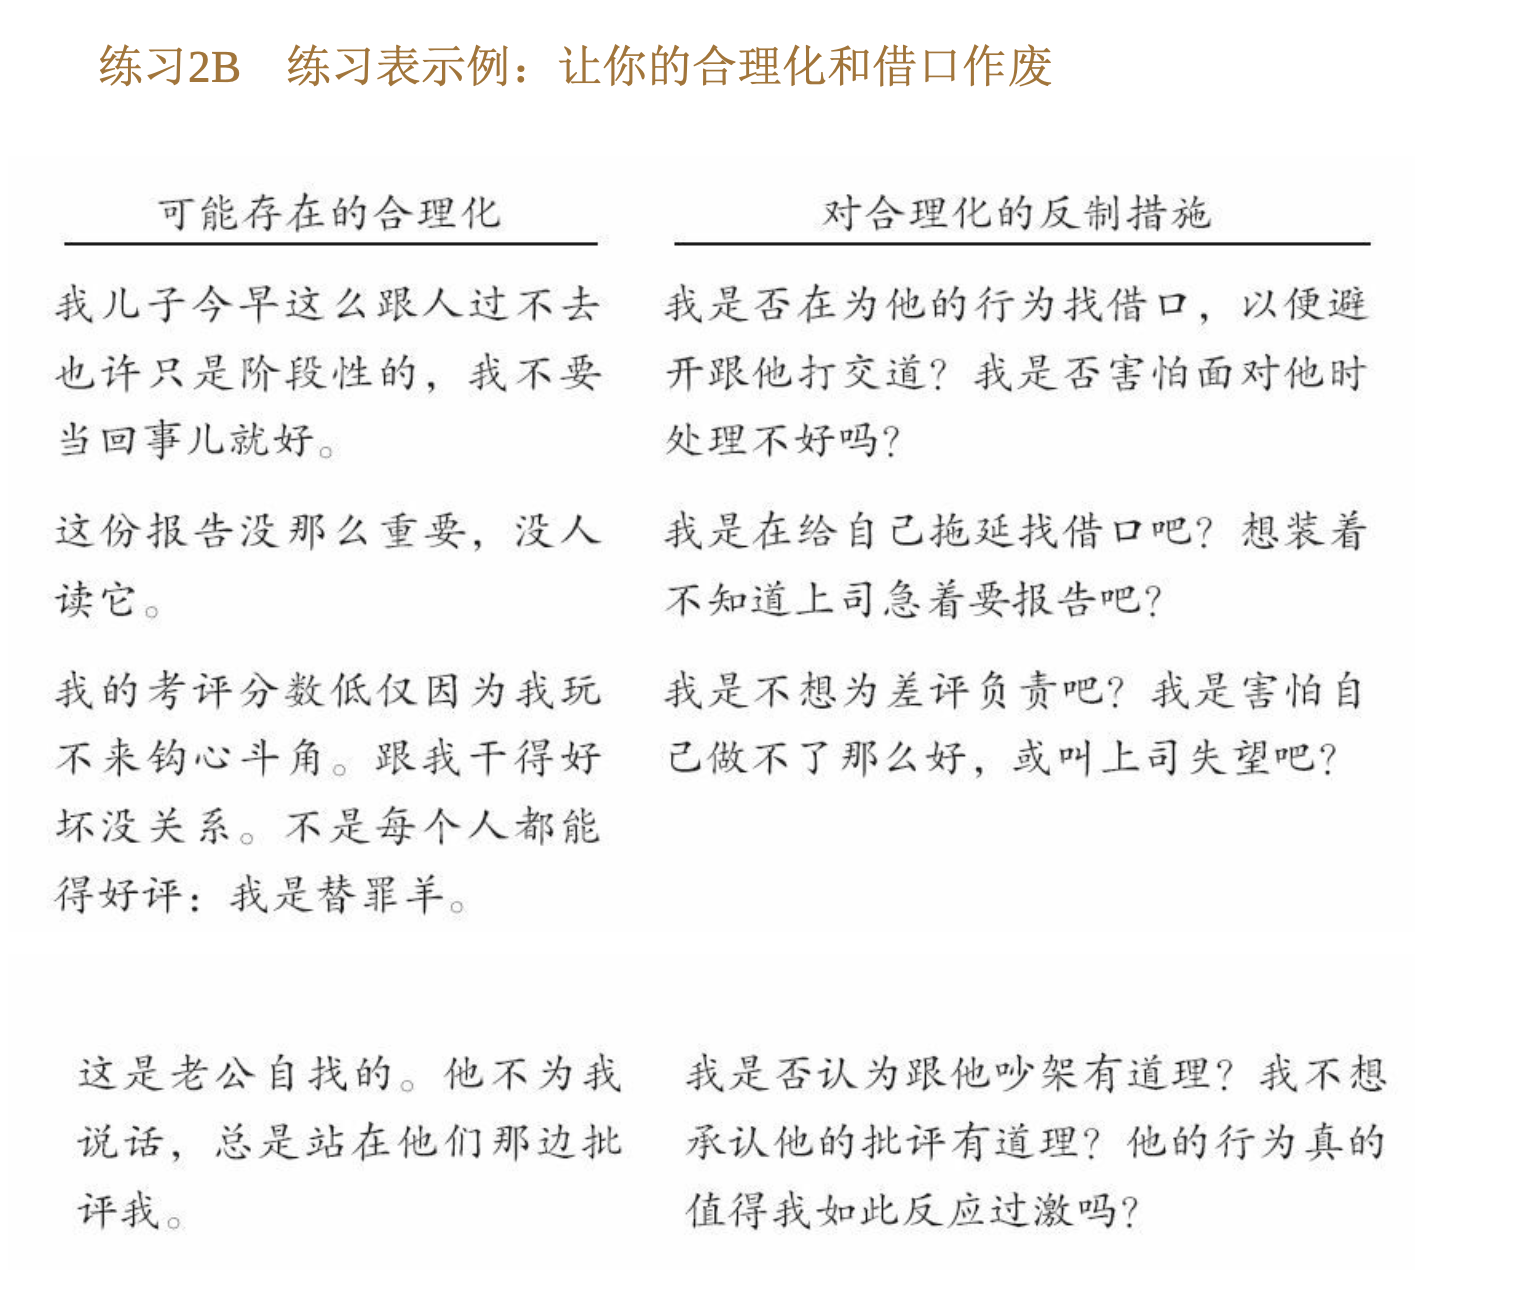 练习2B 练习表示例：让你的合理化和借口作废
可能存在的合理化
对合理化的反制措施
我儿子今早这么跟人过不去
也许只是阶段性的，我不要
当回事儿就好。
我是否在为他的行为找借口，以便避
开跟他打交道？我是否害怕面对他时
处理不好吗？
这份报告没那么重要，没人
读它。
我是在给自己拖延找借口吧？想装着
不知道上司急着要报告吧？
我的考评分数低仅因为我玩
不来钩心斗角。跟我干得好
坏没关系。不是每个人都能
得好评：我是替罪羊。
我是不想为差评负责吧？我是害怕自
己做不了那么好，或叫上司失望吧？
这是老公自找的。他不为我
说话，总是站在他们那边批
评我。
我是否认为跟他吵架有道理？我不想
承认他的批评有道理？他的行为真的
值得我如此反应过激吗？